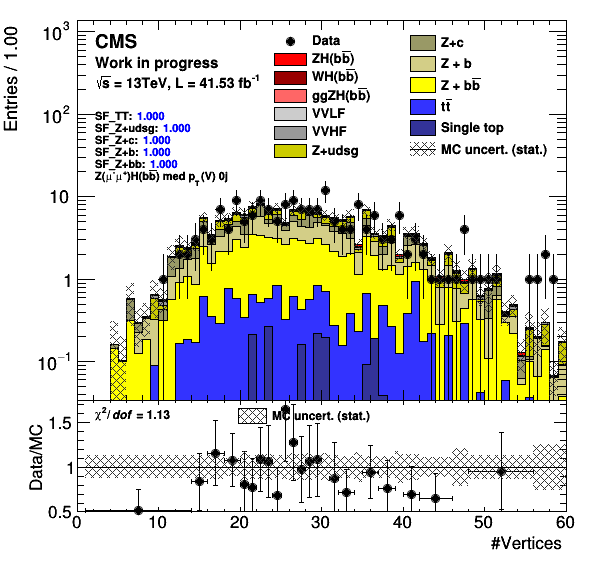 10³
CMS
Work in progress
√s = 13TeV, L = 41.53 fb⁻¹
SF_TT: 1.000
SF_Z+udsg: 1.000
SF_Z+c: 1.000
SF_Z+b: 1.000
SF_Z+bb: 1.000
Z(μ⁻μ⁺)H(bb̅) med p_T(V) 0j
Data
ZH(bb̅)
WH(bb̅)
ggZH(bb̅)
VVLF
VVHF
Z+udsg
Z+c
Z + b
Z + bb̅
tt̅
Single top
MC uncert. (stat.)
Entries / 1.00
10²
10
1
10⁻¹
χ²/dof = 1.13
MC uncert. (stat.)
Data/MC
1.5
1
0.5
0 10 20 30 40 50 60
#Vertices